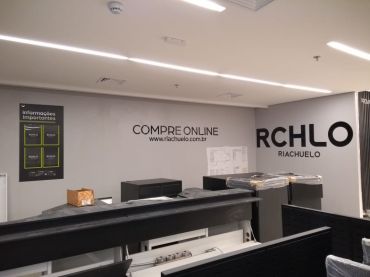 Informações
Importantes
COMPRE ONLINE
www.riachuelo.com.br
RCHLO
RIACHUELO